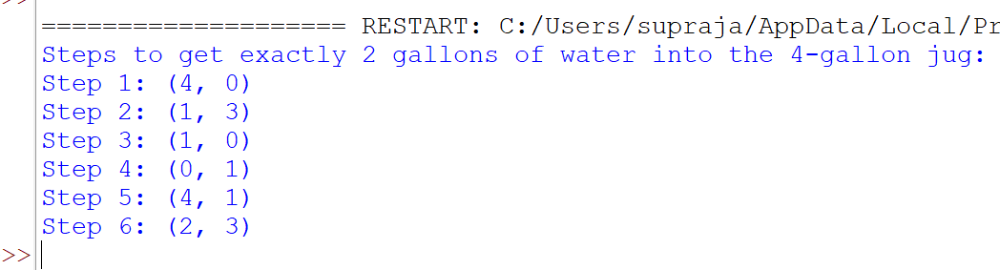 >>
==================== RESTART: C:/Users/supraja/AppData/Local/Pr
Steps to get exactly 2 gallons of water into the 4-gallon jug:
Step 1: (4, 0)
Step 2: (1, 3)
Step 3: (1, 0)
Step 4: (0, 1)
Step 5: (4, 1)
Step 6: (2, 3)
>>